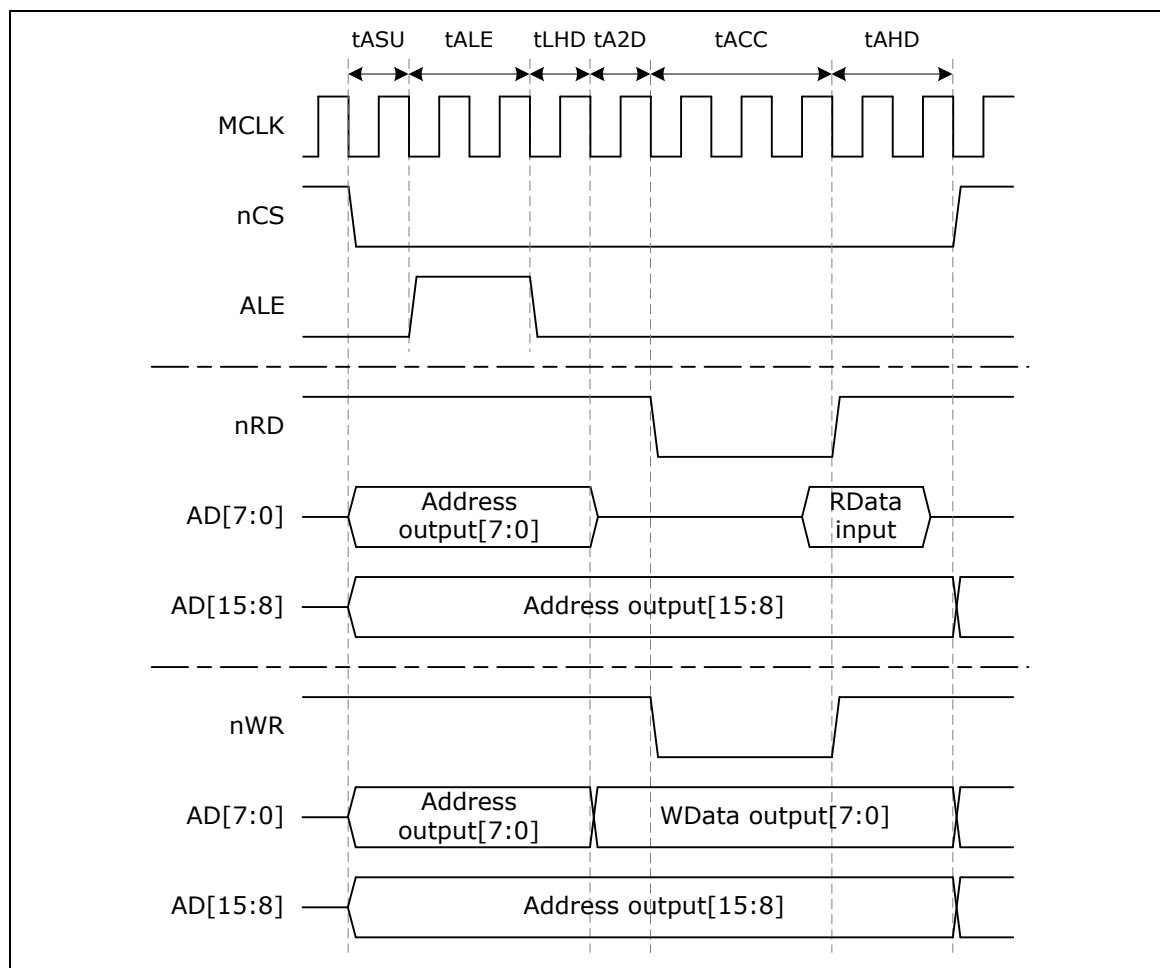 tASU tALE tLHD tA2D tACC tAHD
MCLK
nCS
ALE
nRD
AD[7:0]
Address
output[7:0]
RData
input
AD[15:8]
Address output[15:8]
nWR
AD[7:0]
Address
output[7:0]
WData output[7:0]
AD[15:8]
Address output[15:8]